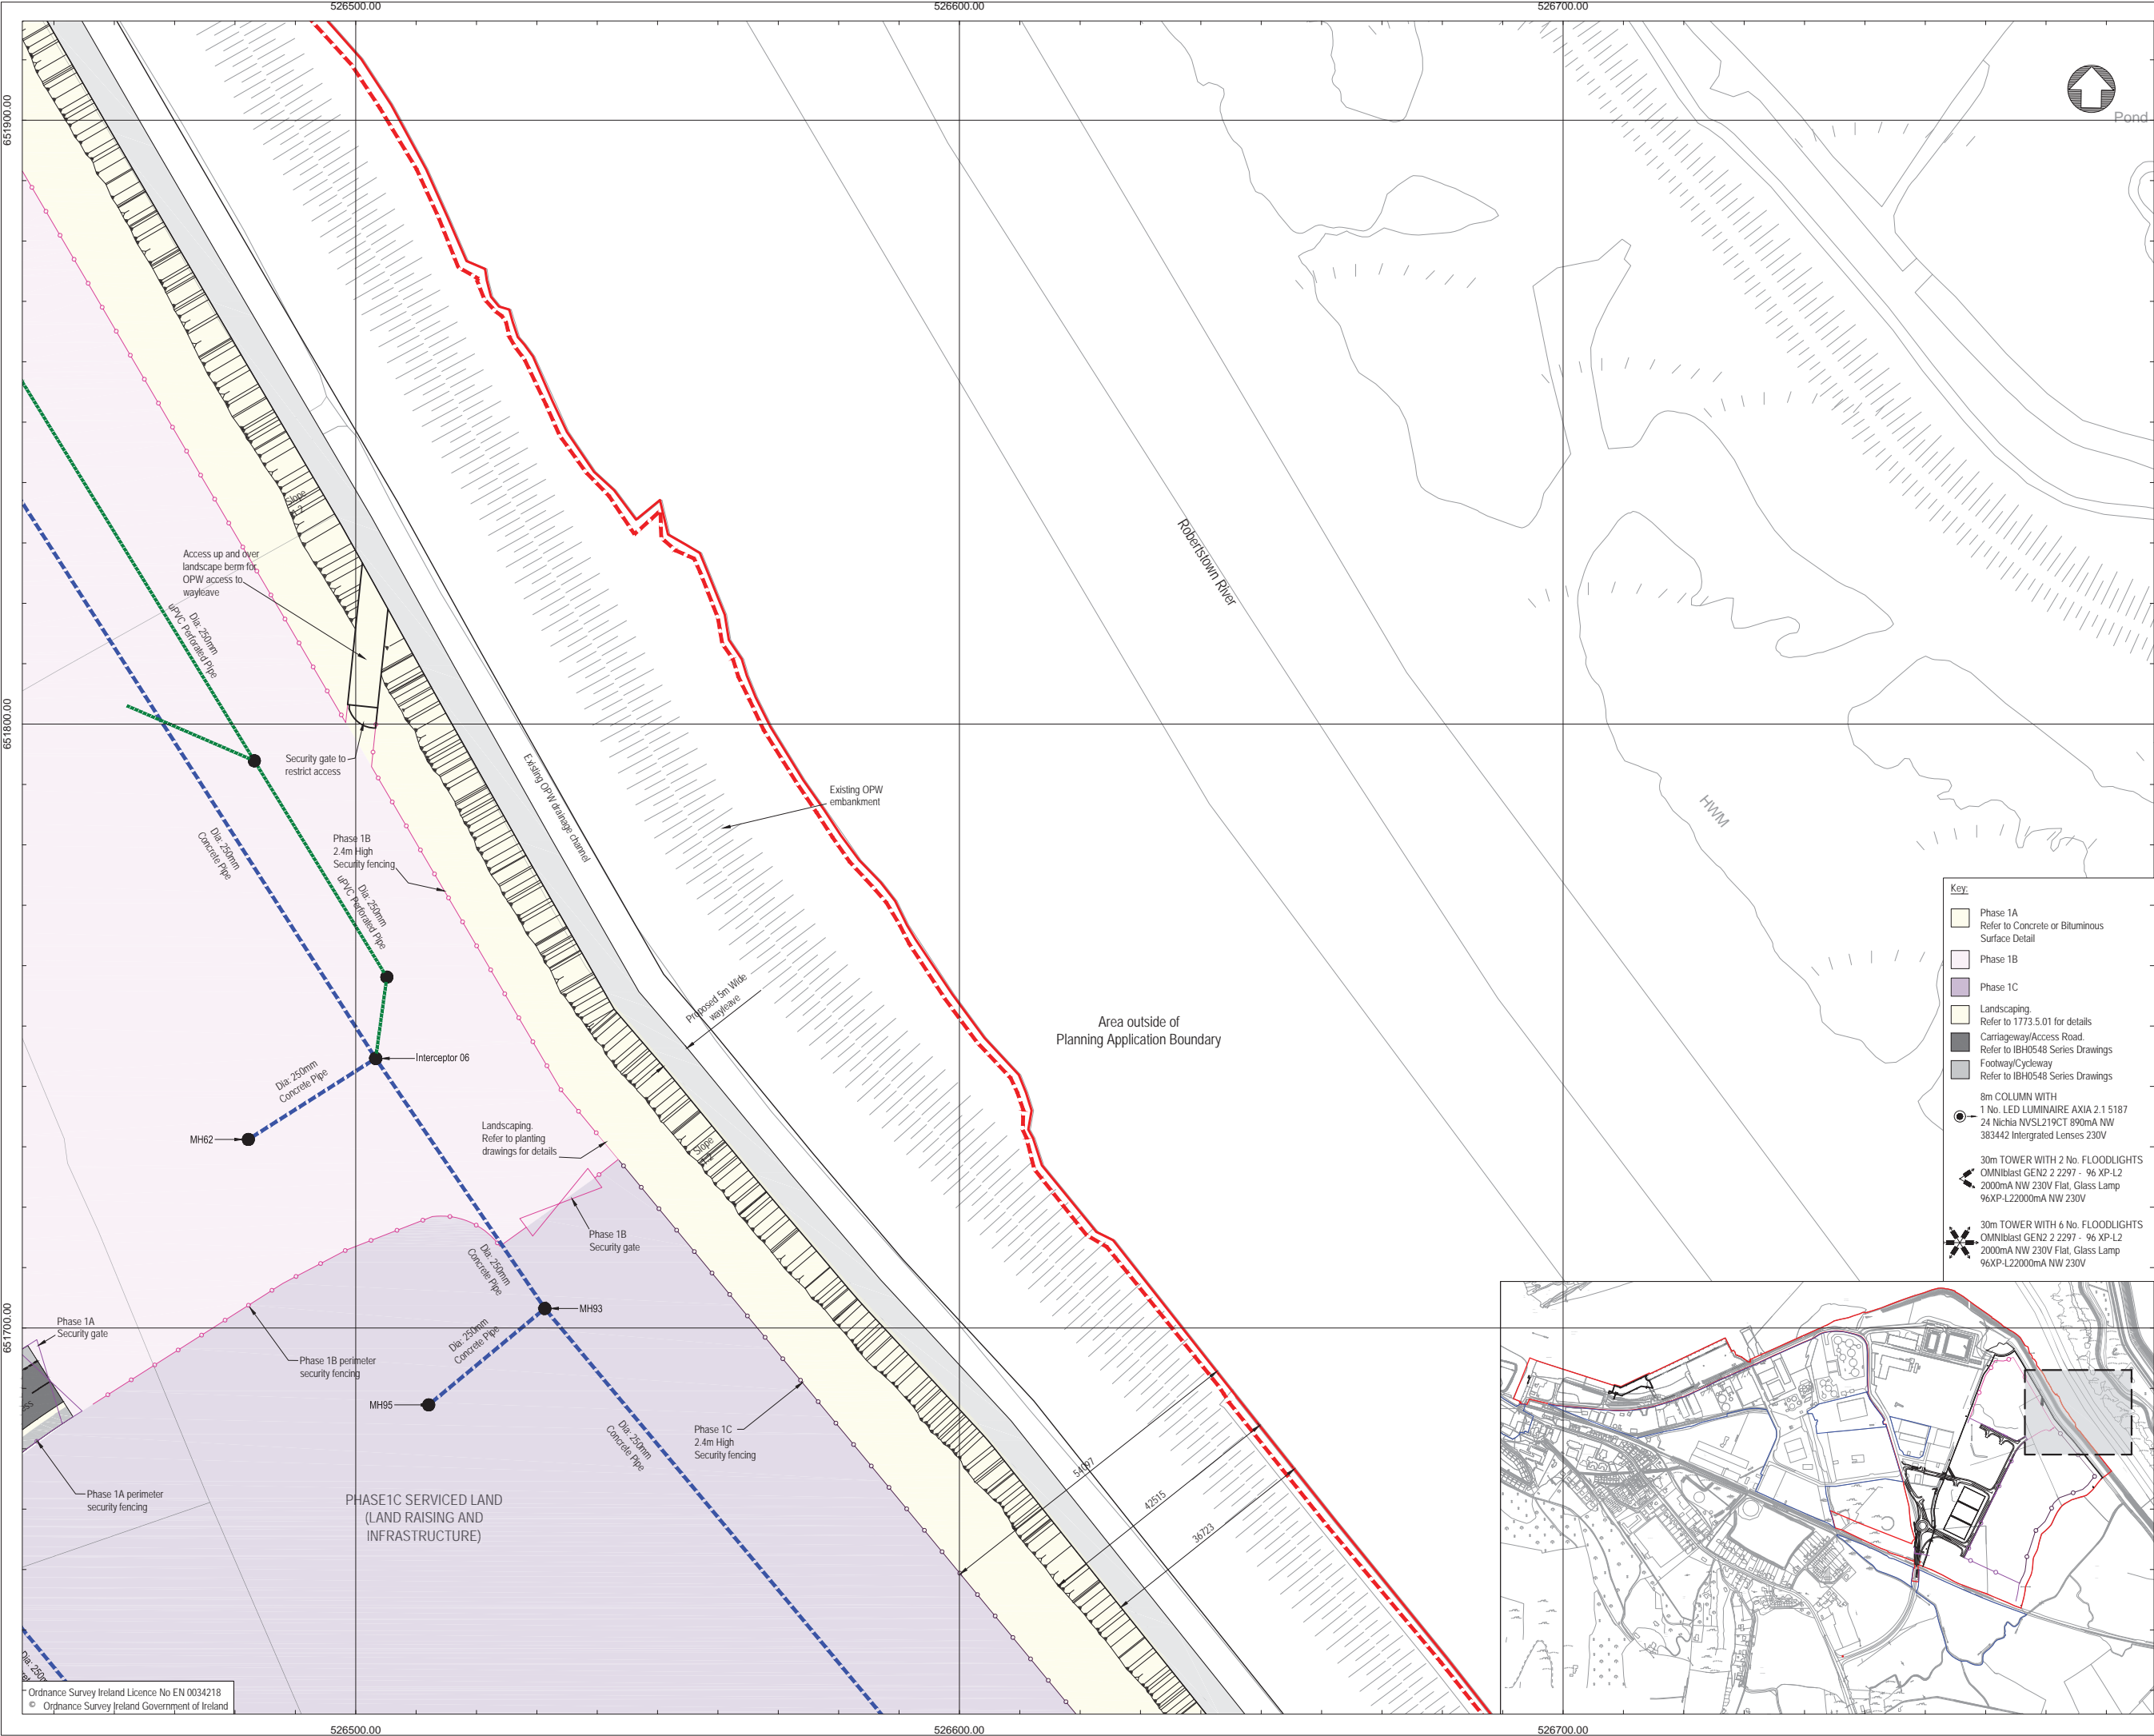 526500.00
526600.00
526700.00
651900.00
651800.00
651700.00
Pond
Slope
1:2
Access up and over
landscape berm for
OPW access to
wayleave
Dia: 250mm
uPVC Perforated Pipe
Robertstown River
Security gate to
restrict access
Existing OPW drainage channel
Existing OPW
embankment
HWM
Dia: 250mm
Concrete Pipe
Phase 1B
2.4m High
Security fencing
Dia: 250mm
uPVC Perforated Pipe
Proposed 5m Wide
wayleave
Area outside of
Planning Application Boundary
Interceptor 06
Dia: 250mm
Concrete Pipe
MH62
Landscaping.
Refer to planting
drawings for details
Slope
1:2
Phase 1B
Security gate
Dia: 250mm
Concrete Pipe
MH93
Phase 1A
Security gate
Dia: 250mm
Concrete Pipe
Phase 1B perimeter
security fencing
MH95
Phase 1C
2.4m High
Security fencing
Dia: 250mm
Concrete Pipe
54097
42515
36723
Phase 1A perimeter
security fencing
PHASE1C SERVICED LAND
(LAND RAISING AND
INFRASTRUCTURE)
Key:
Phase 1A
Refer to Concrete or Bituminous
Surface Detail
Phase 1B
Phase 1C
Landscaping.
Refer to 1773.5.01 for details
Carriageway/Access Road.
Refer to IBH0548 Series Drawings
Footway/Cycleway
Refer to IBH0548 Series Drawings
8m COLUMN WITH
1 No. LED LUMINAIRE AXIA 2.1 5187
24 Nichia NVSL219CT 890mA NW
383442 Intergrated Lenses 230V
30m TOWER WITH 2 No. FLOODLIGHTS
OMNIblast GEN2 2 2297 - 96 XP-L2
2000mA NW 230V Flat, Glass Lamp
96XP-L22000mA NW 230V
30m TOWER WITH 6 No. FLOODLIGHTS
OMNIblast GEN2 2 2297 - 96 XP-L2
2000mA NW 230V Flat, Glass Lamp
96XP-L22000mA NW 230V
Ordnance Survey Ireland Licence No EN 0034218
© Ordnance Survey Ireland Government of Ireland
526500.00
526600.00
526700.00